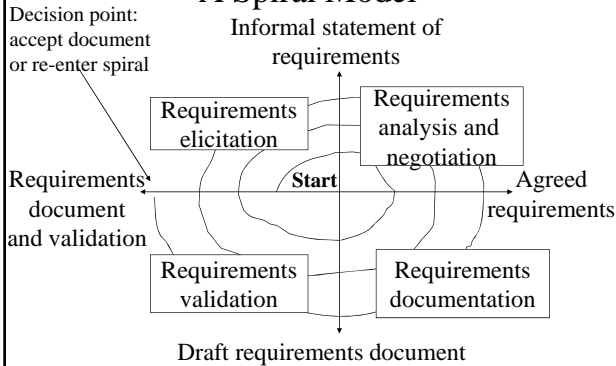 A Spiral Model
Decision point:
accept document
or re-enter spiral
Informal statement of
requirements
Requirements
elicitation
Requirements
analysis and
negotiation
Start
Requirements
document
and validation
Agreed
requirements
Requirements
validation
Requirements
documentation
Draft requirements document